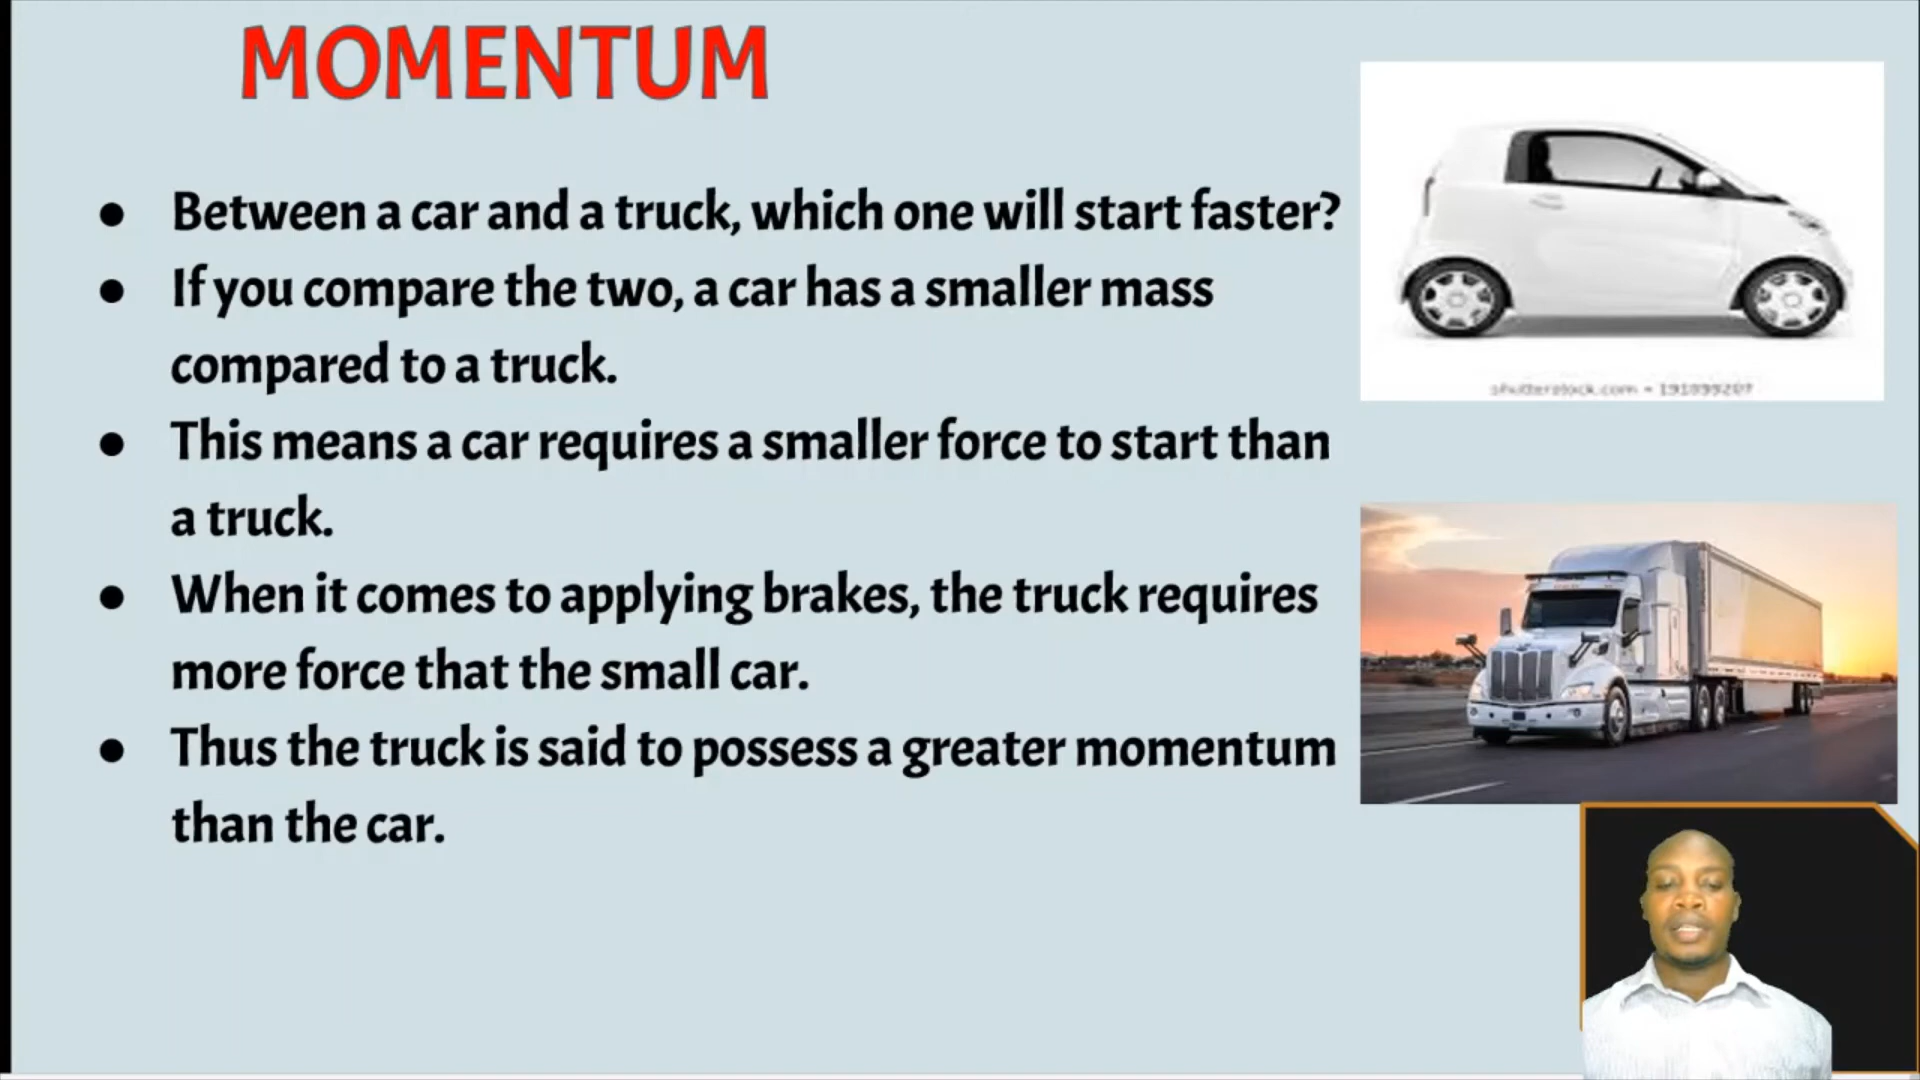 MOMENTUM
● Between a car and a truck, which one will start faster?
● If you compare the two, a car has a smaller mass
compared to a truck.
● This means a car requires a smaller force to start than
a truck.
● When it comes to applying brakes, the truck requires
more force that the small car.
● Thus the truck is said to possess a greater momentum
than the car.
shutterstock.com •